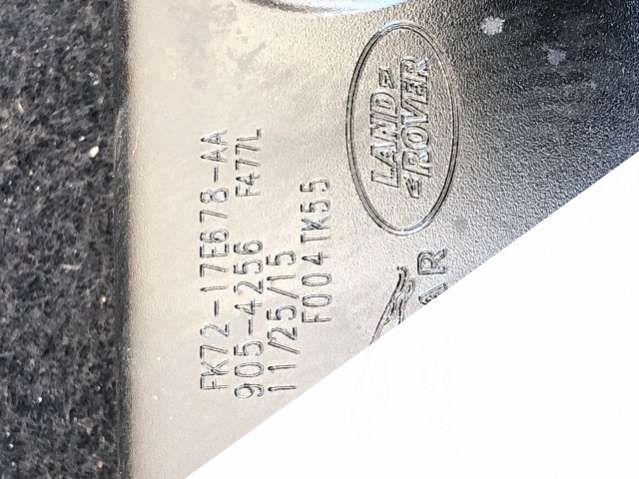 FK72-17E678-AA
905-4256 F477L
11/25/15
F004TK55
LAND
ROVER